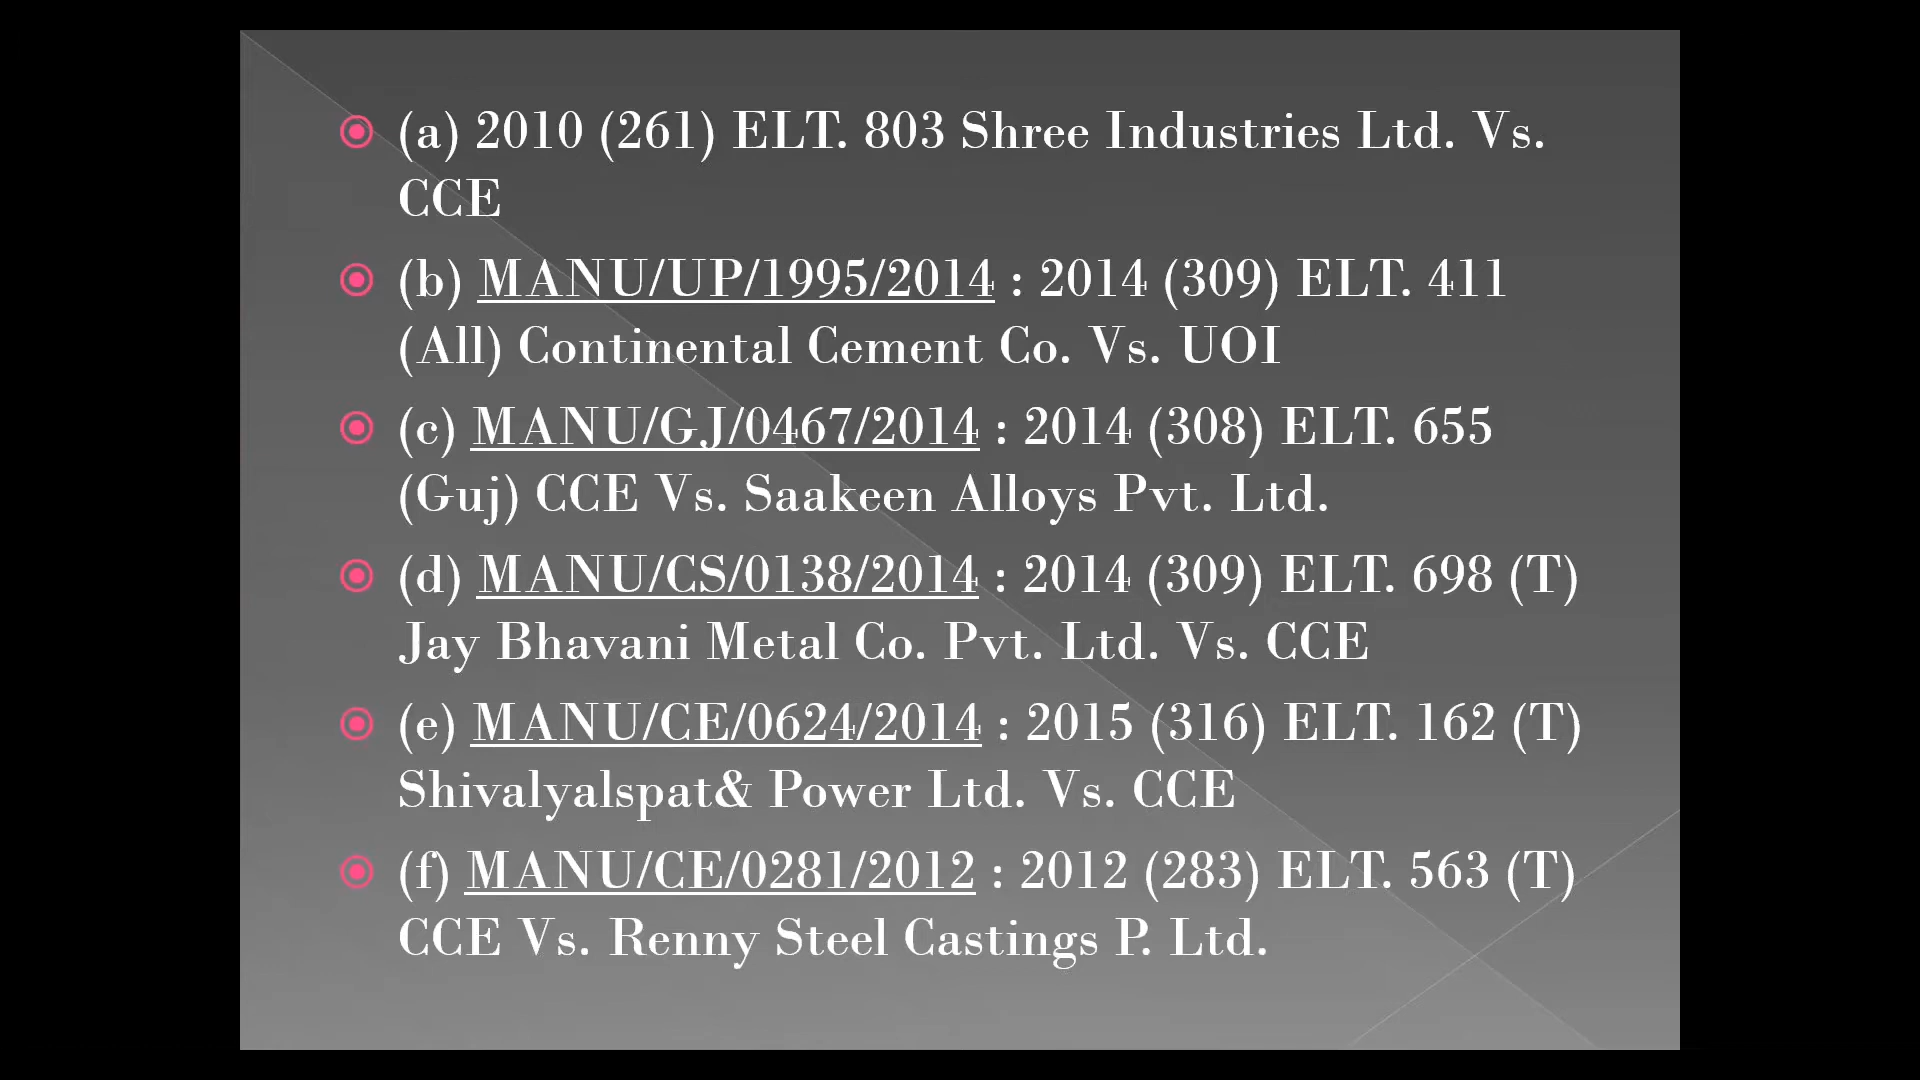 (a) 2010 (261) ELT. 803 Shree Industries Ltd. Vs.
CCE
(b) MANU/UP/1995/2014 : 2014 (309) ELT. 411
(All) Continental Cement Co. Vs. UOI
(c) MANU/GJ/0467/2014 : 2014 (308) ELT. 655
(Guj) CCE Vs. Saakeen Alloys Pvt. Ltd.
(d) MANU/CS/0138/2014 : 2014 (309) ELT. 698 (T)
Jay Bhavani Metal Co. Pvt. Ltd. Vs. CCE
(e) MANU/CE/0624/2014 : 2015 (316) ELT. 162 (T)
Shivalyalspat& Power Ltd. Vs. CCE
(f) MANU/CE/0281/2012 : 2012 (283) ELT. 563 (T)
CCE Vs. Renny Steel Castings P. Ltd.